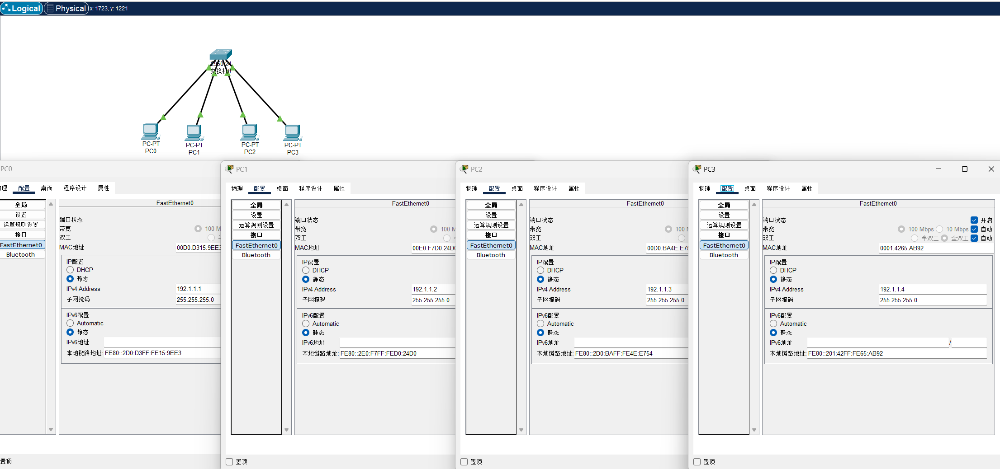 Logical Physical x: 1723, y: 1221
2950-24
交换机0
PC-PT
PC0
PC-PT
PC1
PC-PT
PC2
PC-PT
PC3
PC0
物理 配置 桌面 程序设计 属性
全局
设置
运算规则设置
接口
FastEthernet0
Bluetooth
FastEthernet0
端口状态
带宽 100 M
双工
MAC地址 00D0.D315.9EE3
IP配置
DHCP
静态
IPv4 Address 192.1.1.1
子网掩码 255.255.255.0
IPv6配置
Automatic
静态
IPv6地址
本地链路地址: FE80::2D0:D3FF:FE15:9EE3
置顶
PC1
物理 配置 桌面 程序设计 属性
全局
设置
运算规则设置
接口
FastEthernet0
Bluetooth
FastEthernet0
端口状态
带宽 100 M
双工
MAC地址 00E0.F7D0.24D0
IP配置
DHCP
静态
IPv4 Address 192.1.1.2
子网掩码 255.255.255.0
IPv6配置
Automatic
静态
IPv6地址
本地链路地址: FE80::2E0:F7FF:FED0:24D0
置顶
PC2
物理 配置 桌面 程序设计 属性
全局
设置
运算规则设置
接口
FastEthernet0
Bluetooth
FastEthernet0
端口状态
带宽 100 M
双工
MAC地址 00D0.BA4E.E75
IP配置
DHCP
静态
IPv4 Address 192.1.1.3
子网掩码 255.255.255.0
IPv6配置
Automatic
静态
IPv6地址
本地链路地址: FE80::2D0:BAFF:FE4E:E754
置顶
PC3
物理 配置 桌面 程序设计 属性
全局
设置
运算规则设置
接口
FastEthernet0
Bluetooth
FastEthernet0
端口状态 开启
带宽 100 Mbps 10 Mbps 自动
双工 半双工 全双工 自动
MAC地址 0001.4265.AB92
IP配置
DHCP
静态
IPv4 Address 192.1.1.4
子网掩码 255.255.255.0
IPv6配置
Automatic
静态
IPv6地址 /
本地链路地址: FE80::201:42FF:FE65:AB92
置顶